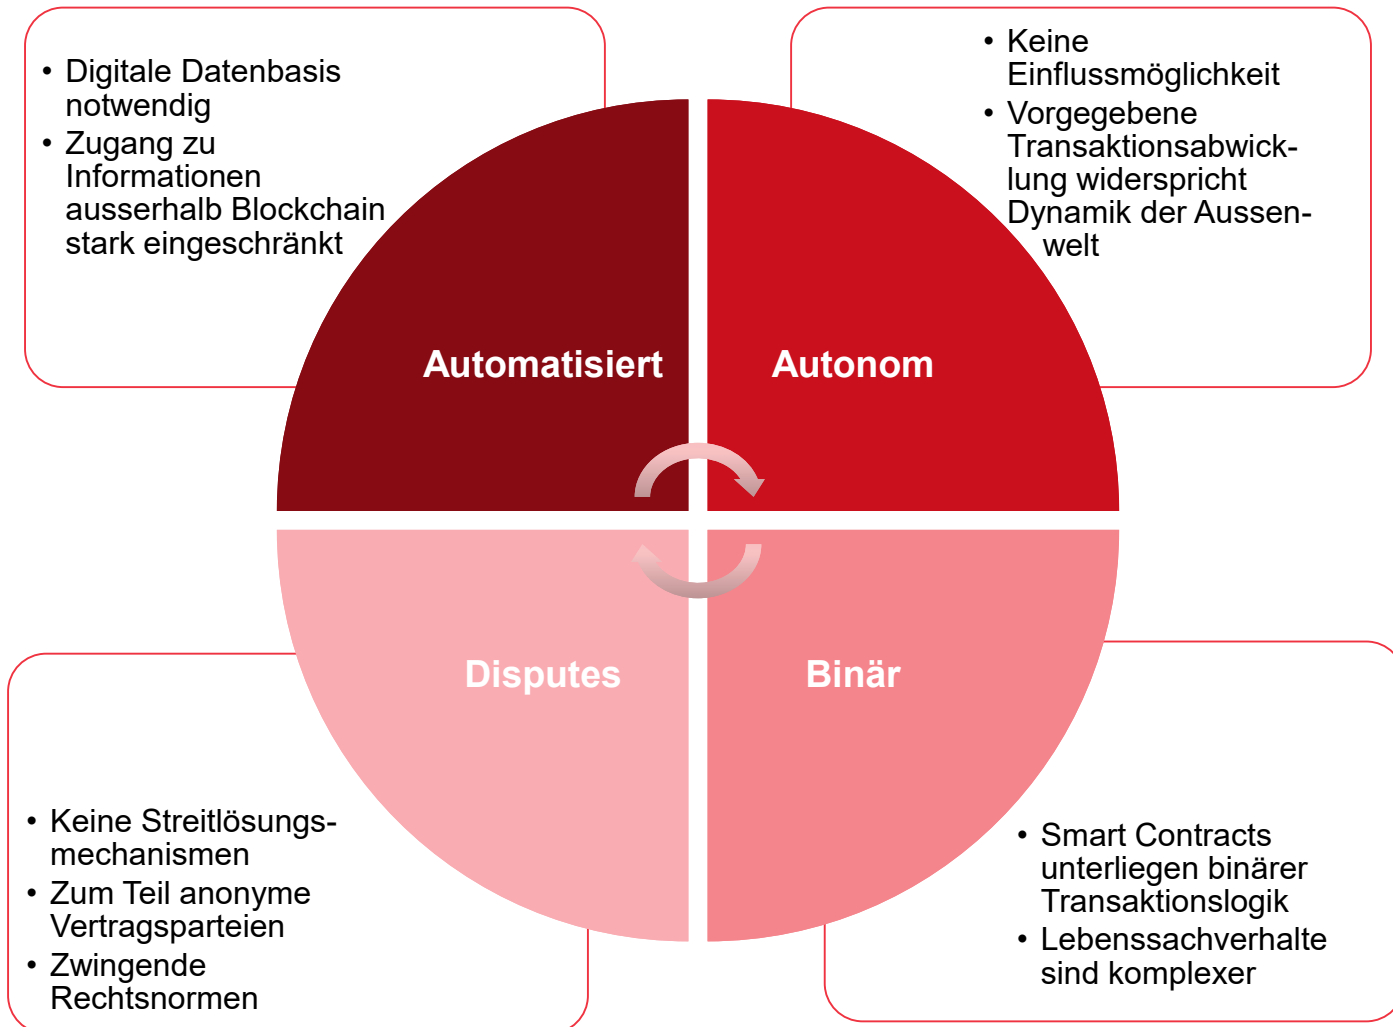 • Digitale Datenbasis
notwendig
• Zugang zu
Informationen
ausserhalb Blockchain
stark eingeschränkt
• Keine
Einflussmöglichkeit
• Vorgegebene
Transaktionsabwick-
lung widerspricht
Dynamik der Aussen-
welt
Automatisiert
Autonom
Disputes
Binär
• Keine Streitlösungs-
mechanismen
• Zum Teil anonyme
Vertragsparteien
• Zwingende
Rechtsnormen
• Smart Contracts
unterliegen binärer
Transaktionslogik
• Lebenssachverhalte
sind komplexer